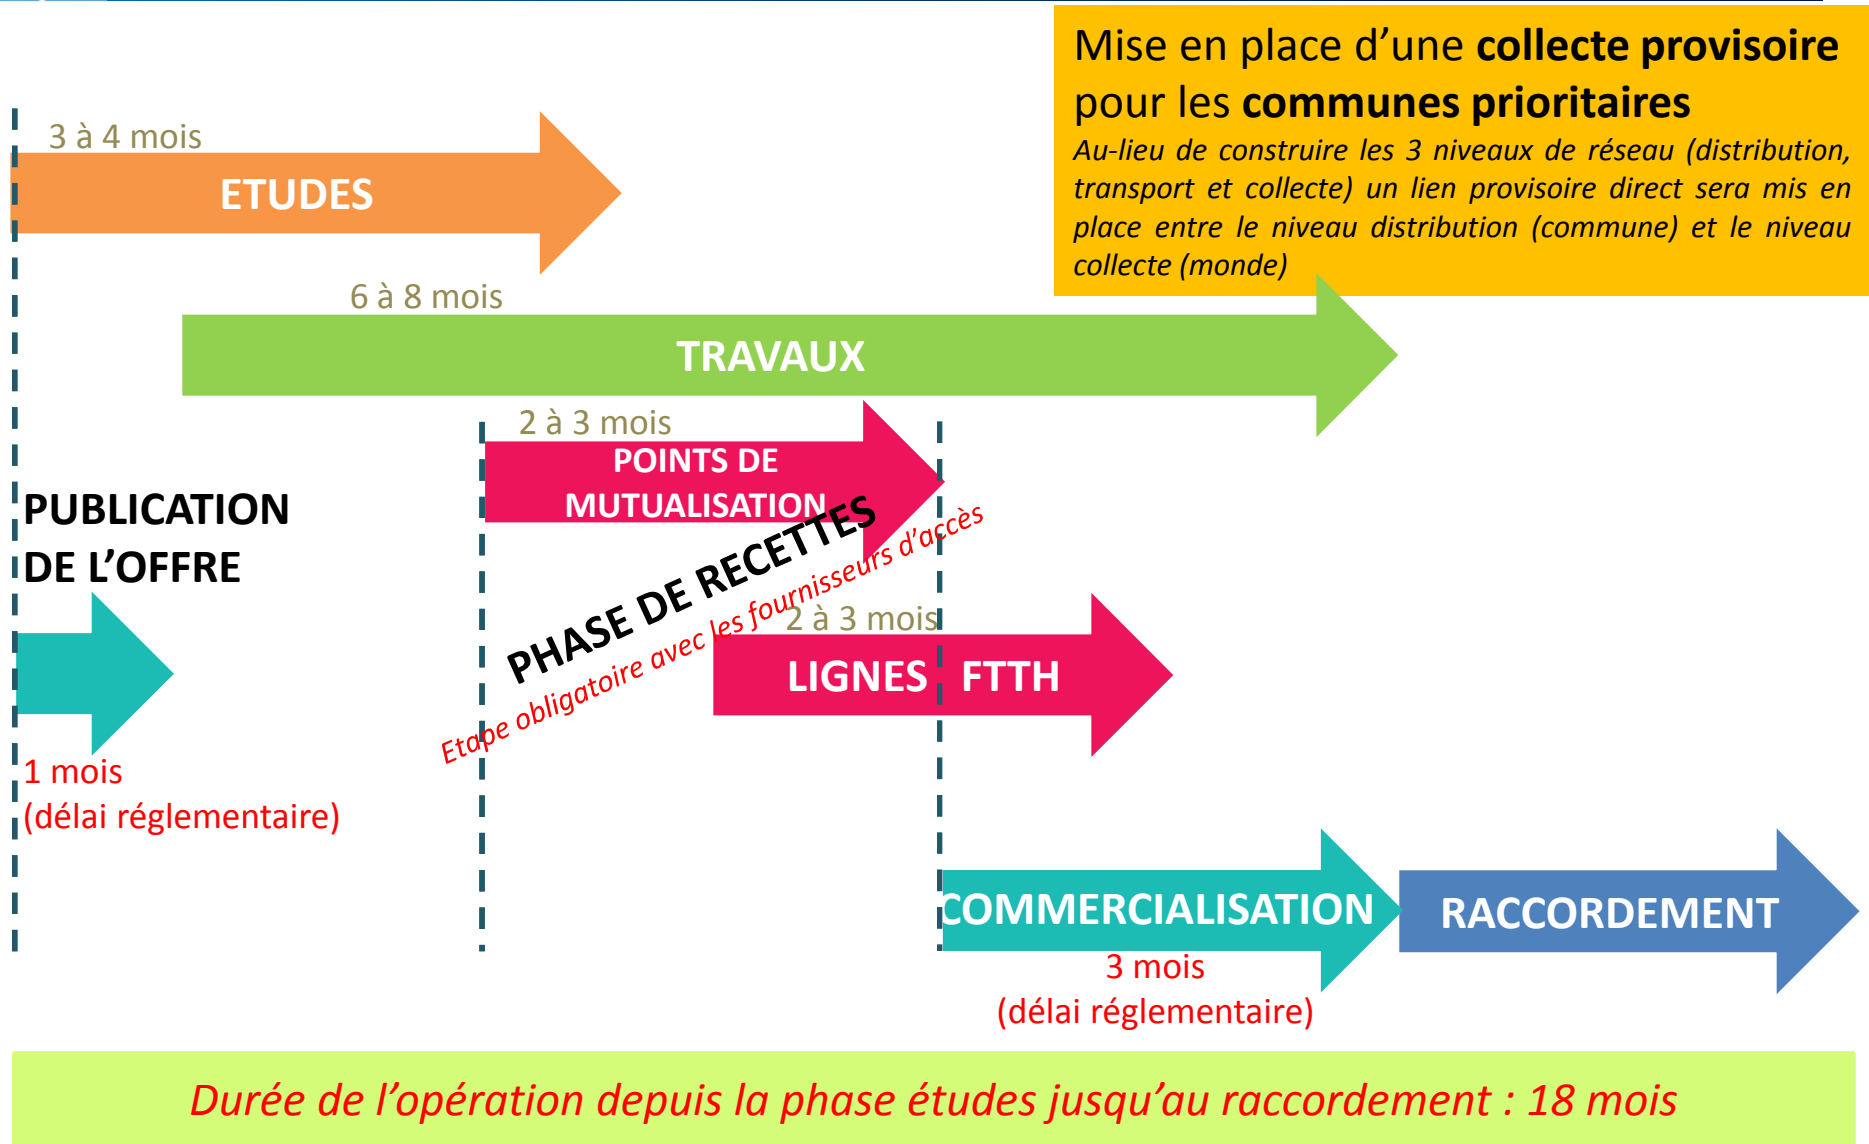 Mise en place d’une collecte provisoire
pour les communes prioritaires
Au-lieu de construire les 3 niveaux de réseau (distribution,
transport et collecte) un lien provisoire direct sera mis en
place entre le niveau distribution (commune) et le niveau
collecte (monde)
3 à 4 mois
ETUDES
6 à 8 mois
TRAVAUX
2 à 3 mois
POINTS DE
MUTUALISATION
PUBLICATION
DE L’OFFRE
PHASE DE RECETTES
Etape obligatoire avec les fournisseurs d’accès
2 à 3 mois
LIGNES FTTH
1 mois
(délai réglementaire)
COMMERCIALISATION
RACCORDEMENT
3 mois
(délai réglementaire)
Durée de l’opération depuis la phase études jusqu’au raccordement : 18 mois